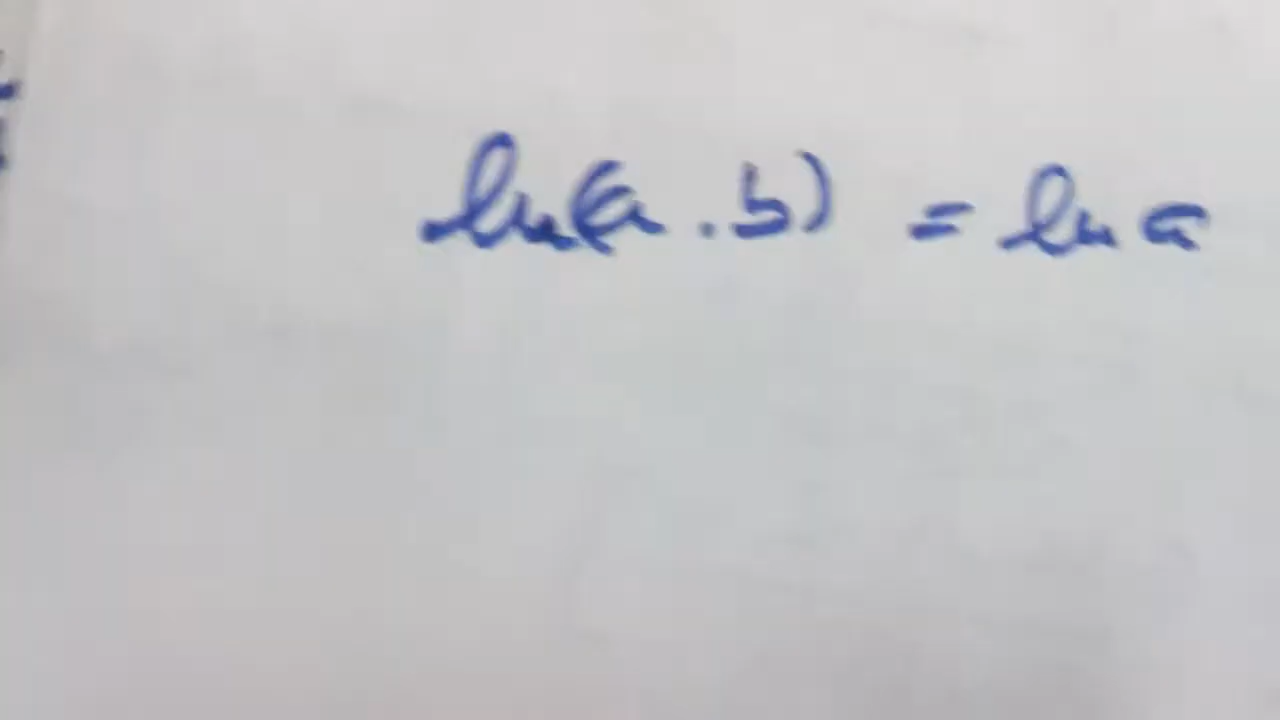 ln(a . b) = ln a